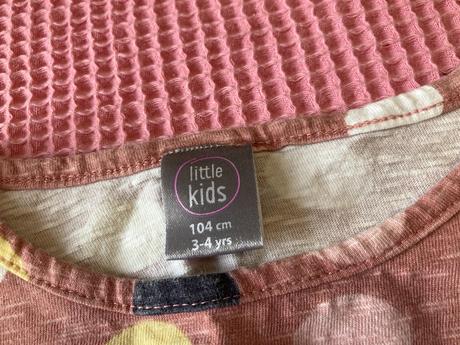 little
kids
104 cm
3-4 yrs